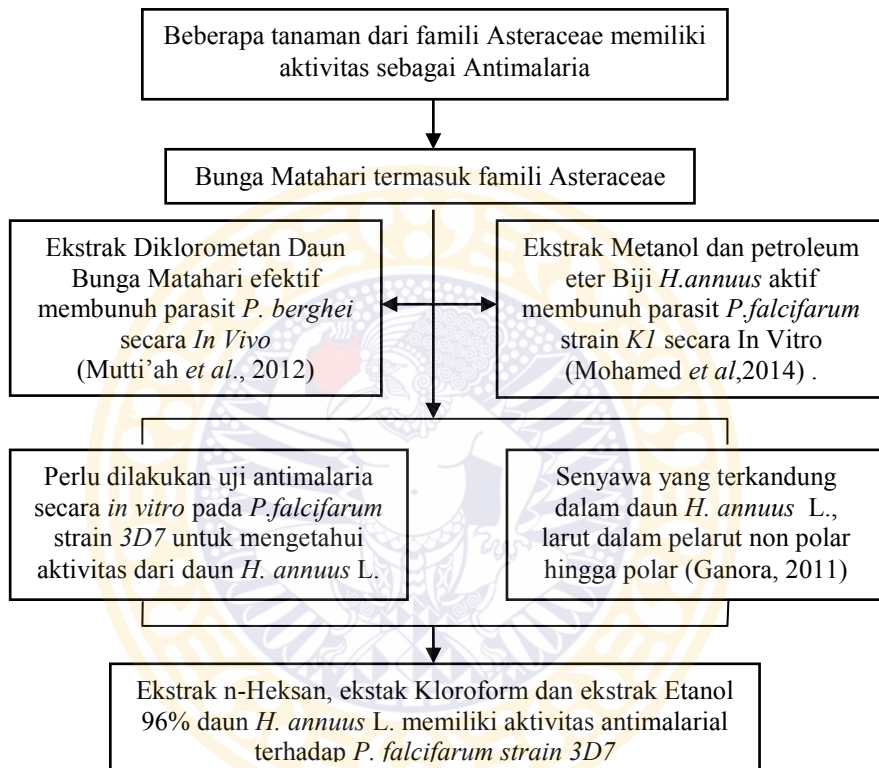 Beberapa tanaman dari famili Asteraceae memiliki
aktivitas sebagai Antimalaria
Bunga Matahari termasuk famili Asteraceae
Ekstrak Diklorometan Daun
Bunga Matahari efektif
membunuh parasit P. berghei
secara In Vivo
(Mutti’ah et al., 2012)
Ekstrak Metanol dan petroleum
eter Biji H.annuus aktif
membunuh parasit P.falcifarum
strain K1 secara In Vitro
(Mohamed et al,2014) .
Perlu dilakukan uji antimalaria
secara in vitro pada P.falcifarum
strain 3D7 untuk mengetahui
aktivitas dari daun H. annuus L.
Senyawa yang terkandung
dalam daun H. annuus L.,
larut dalam pelarut non polar
hingga polar (Ganora, 2011)
Ekstrak n-Heksan, ekstak Kloroform dan ekstrak Etanol
96% daun H. annuus L. memiliki aktivitas antimalarial
terhadap P. falcifarum strain 3D7